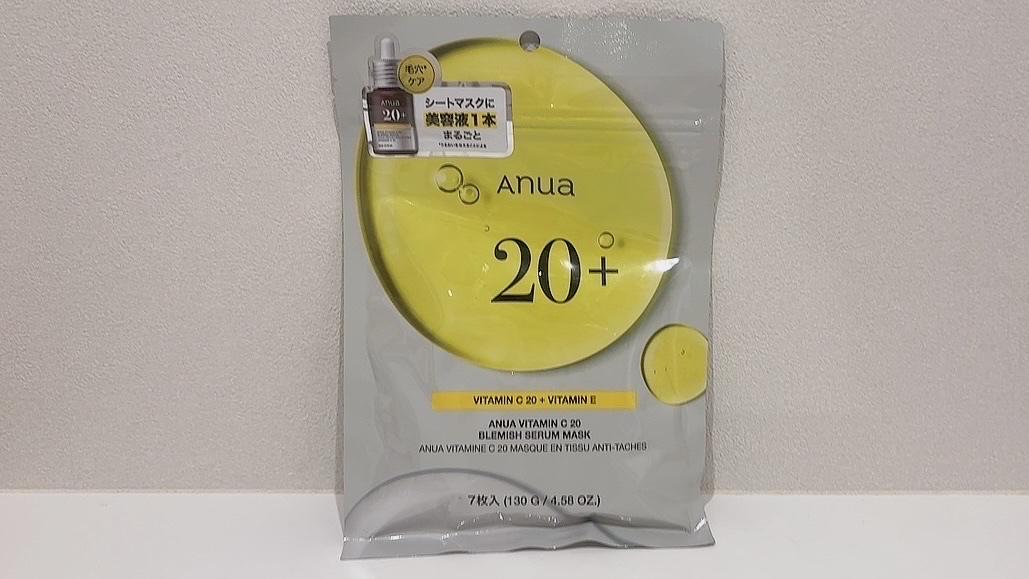 毛穴*
ケア
シートマスクに
美容液1本
まるごと
Anua
20+
Anua
20+
VITAMIN C 20 + VITAMIN E
ANUA VITAMIN C 20
BLEMISH SERUM MASK
ANUA VITAMINE C 20 MASQUE EN TISSU ANTI-TACHES
7枚入 (130 G / 4.58 OZ.)